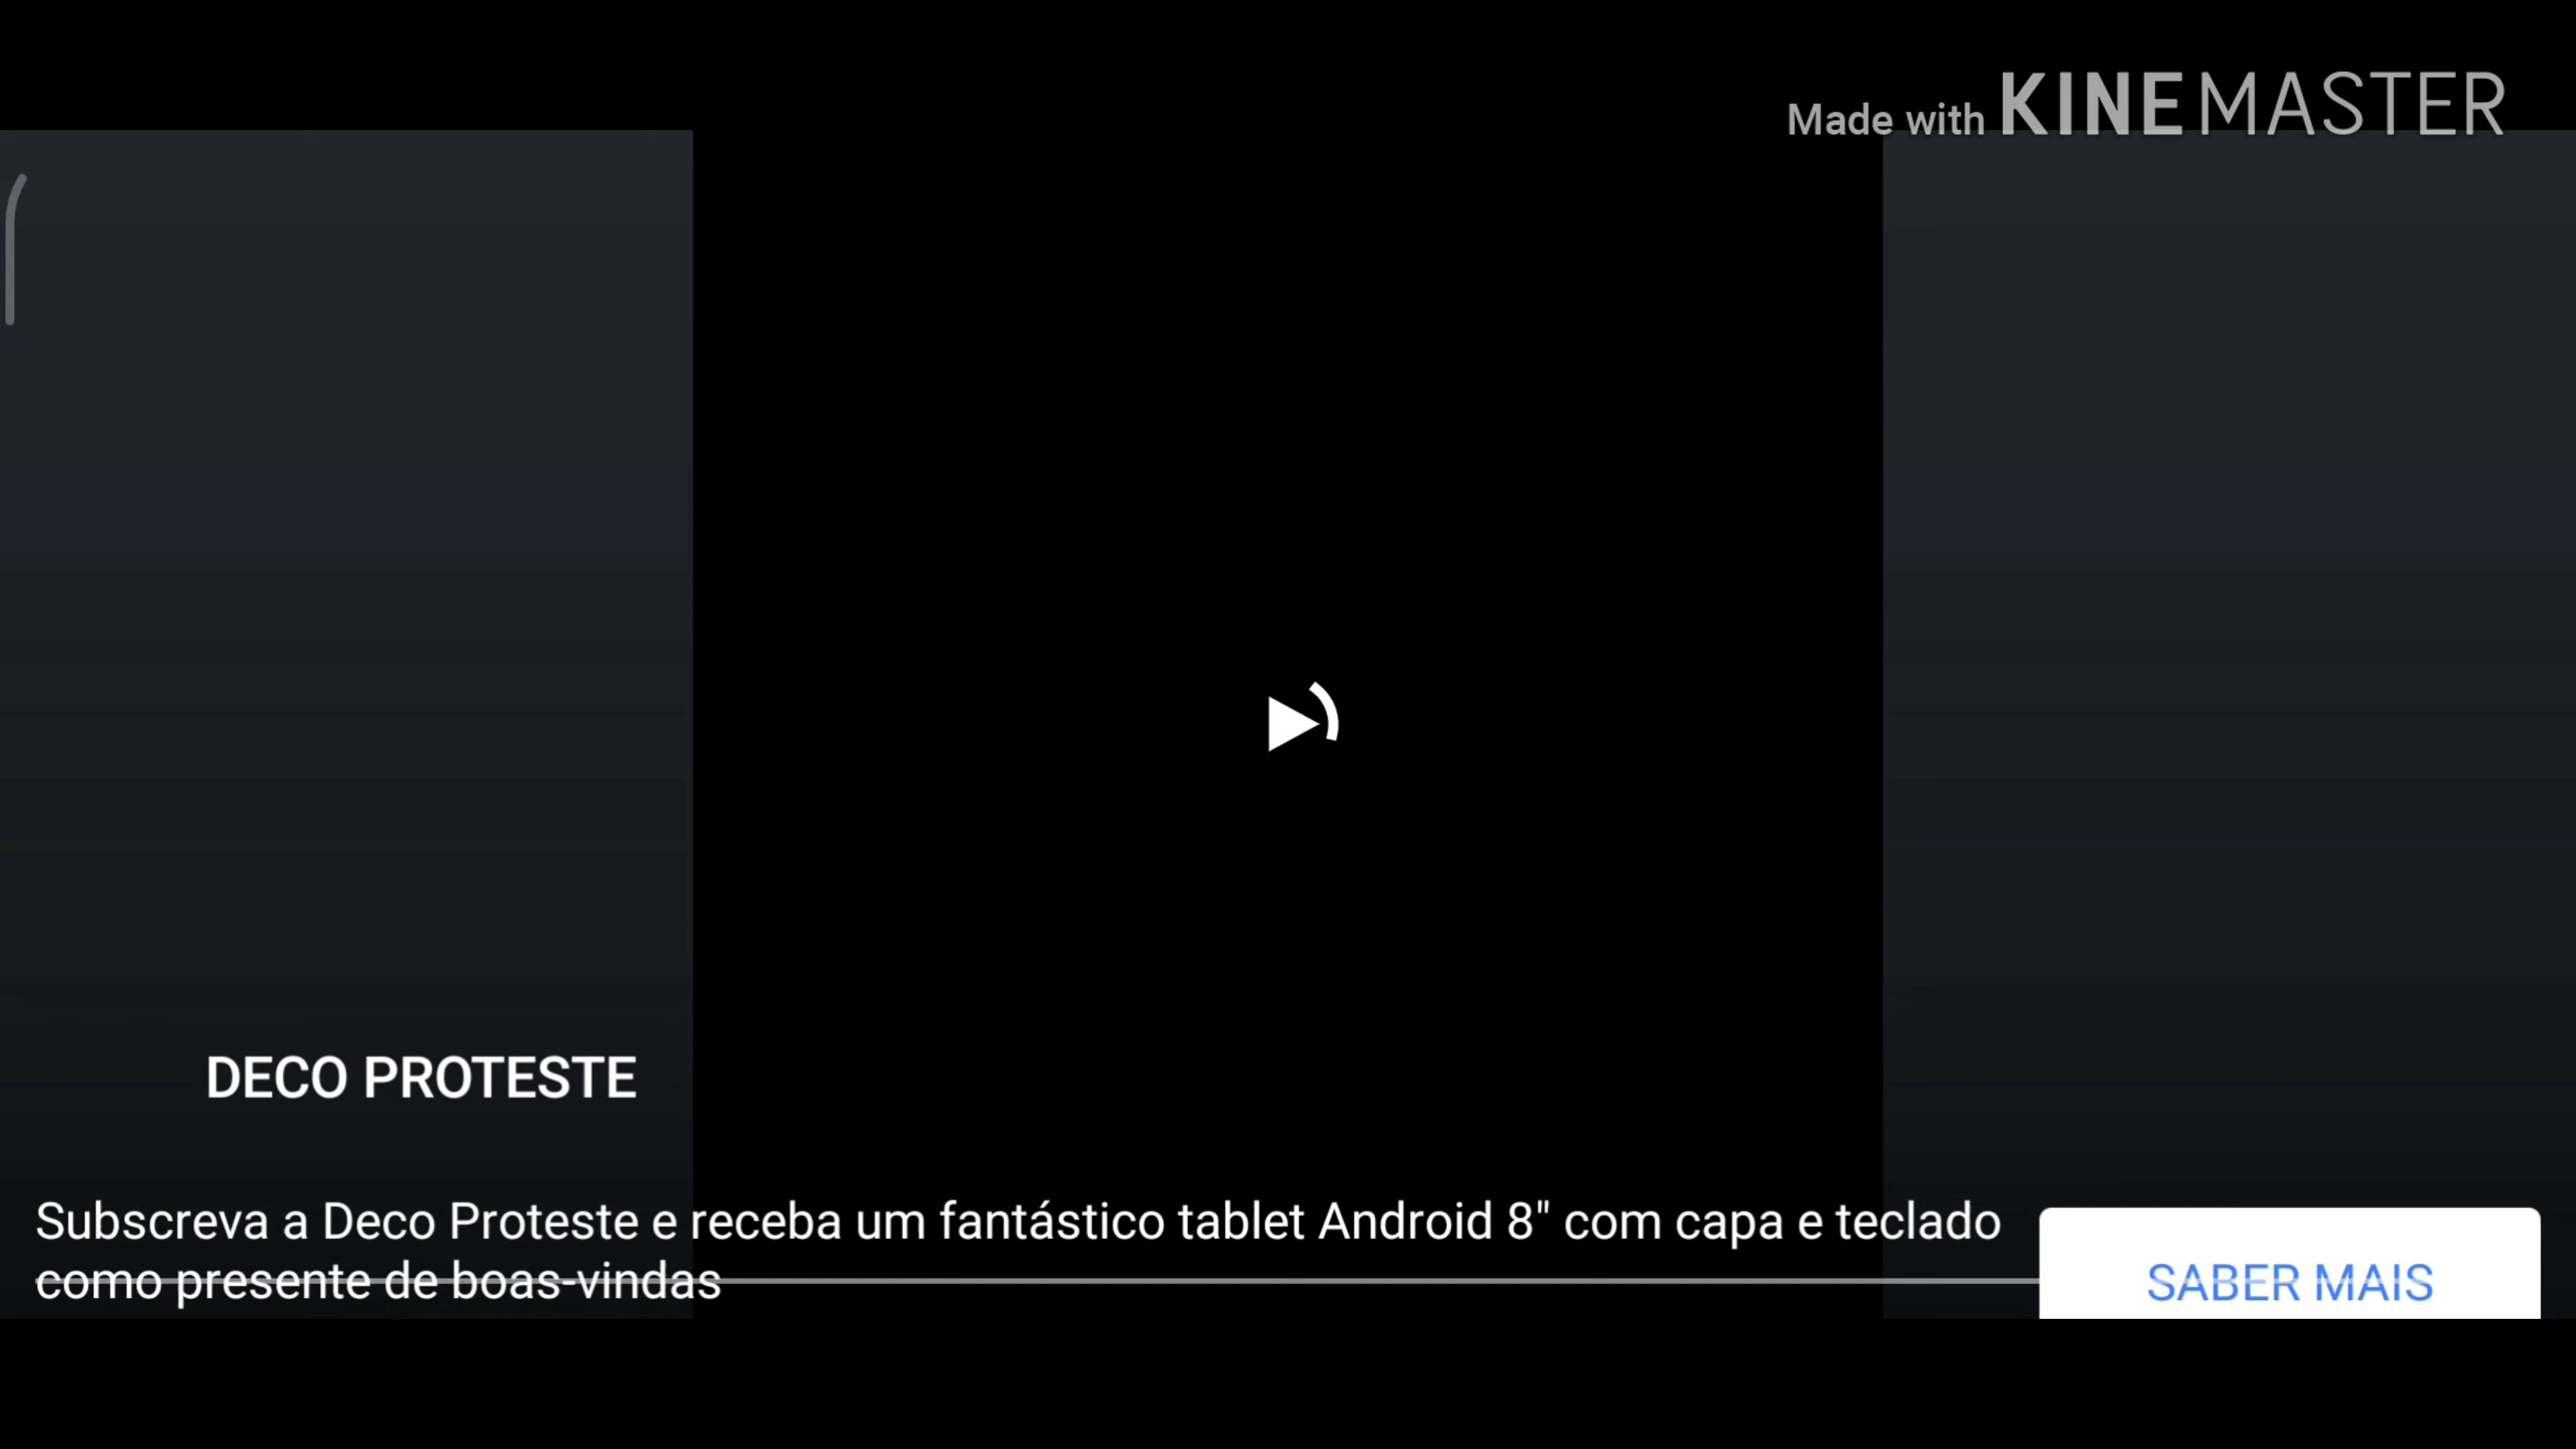 Made with KINEMASTER
DECO PROTESTE
Subscreva a Deco Proteste e receba um fantástico tablet Android 8" com capa e teclado
como presente de boas-vindas
SABER MAIS